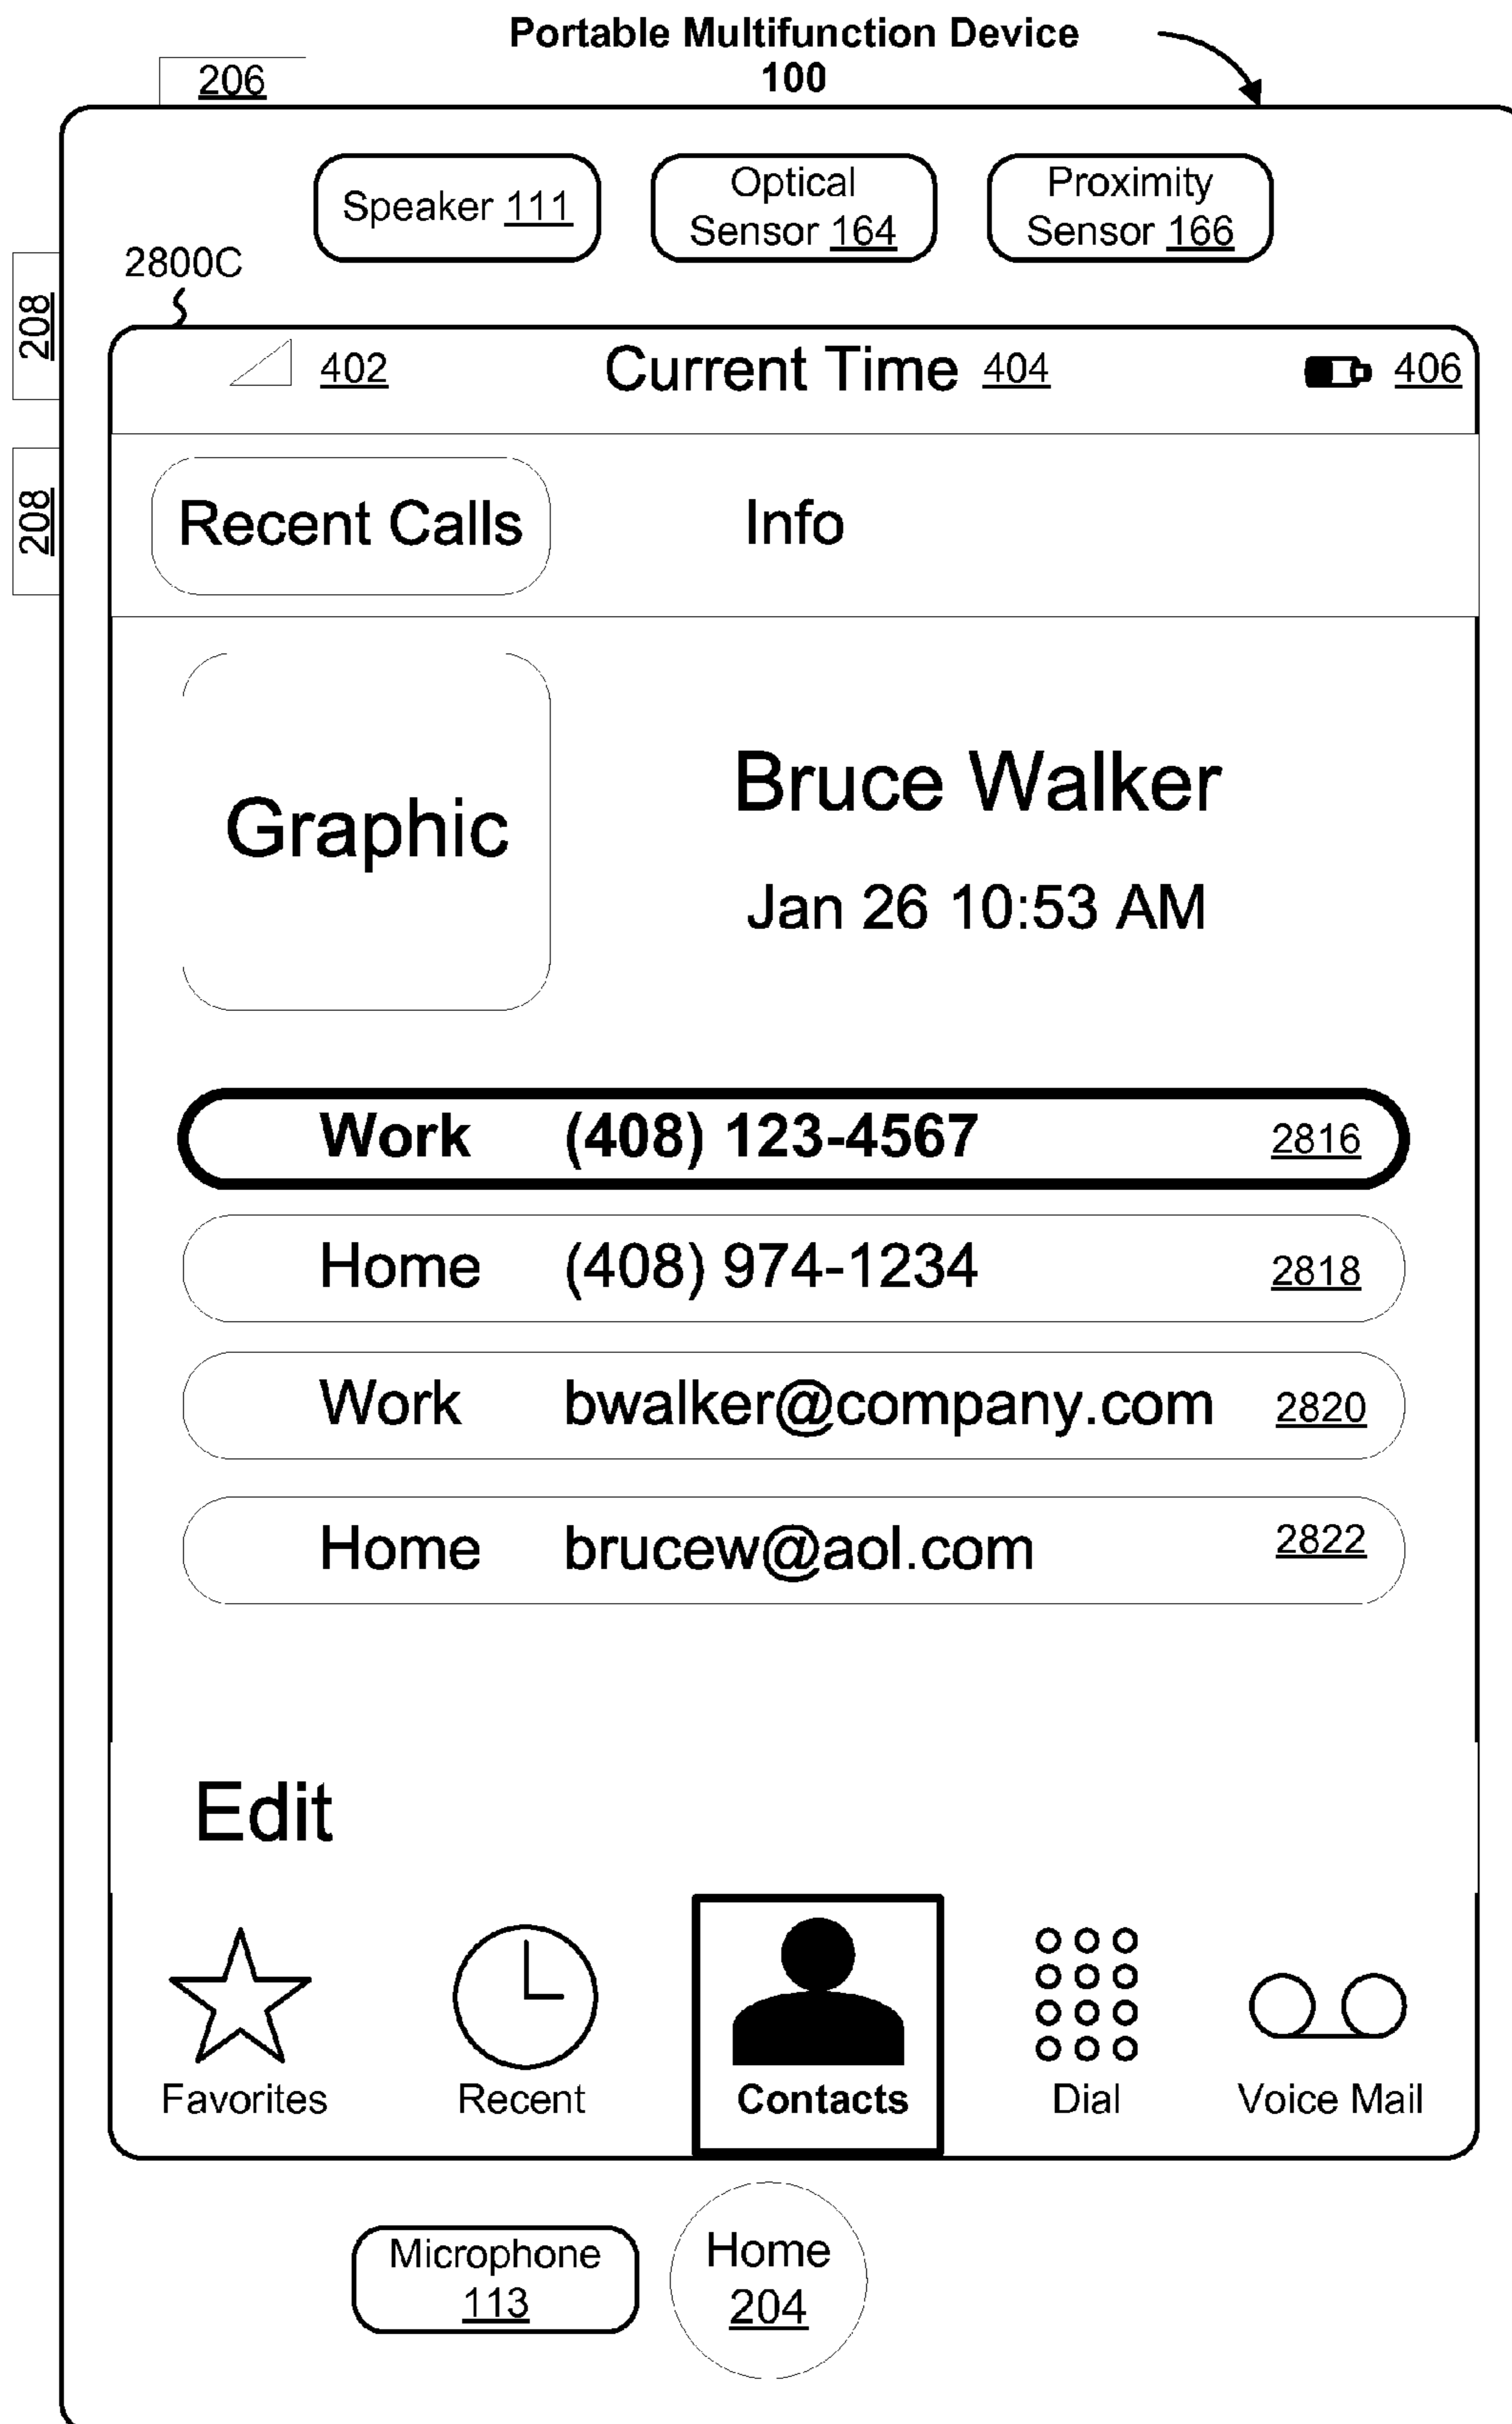 Portable Multifunction Device
100
206
Speaker 111
Optical
Sensor 164
Proximity
Sensor 166
2800C
208
208
402
Current Time 404
406
Recent Calls
Info
Graphic
Bruce Walker
Jan 26 10:53 AM
Work (408) 123-4567 2816
Home (408) 974-1234 2818
Work bwalker@company.com 2820
Home brucew@aol.com 2822
Edit
Favorites
Recent
Contacts
Dial
Voice Mail
Microphone
113
Home
204